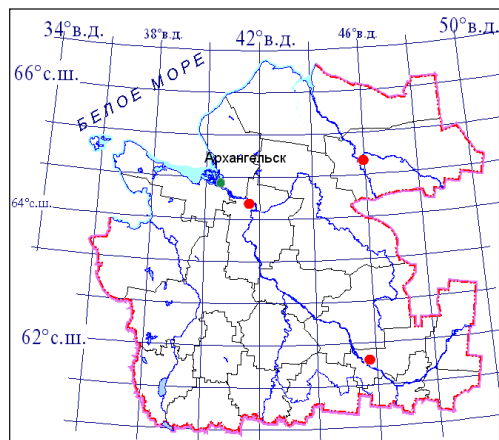 34°в.д.
38°в.д.
42°в.д.
46°в.д.
50°в.д.
66°с.ш.
БЕЛОЕ МОРЕ
Архангельск
64°с.ш.
62°с.ш.